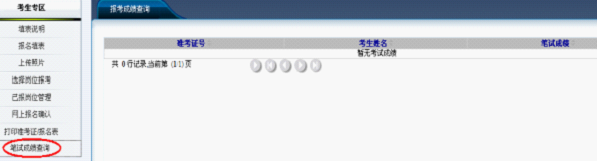 考生专区
填表说明
报名填表
上传照片
选择岗位报考
已报岗位管理
网上报名确认
打印准考证/报名表
笔试成绩查询
报考成绩查询
准考证号 考生姓名 笔试成绩
暂无考试成绩
共 0行记录,当前第 (1/1) 页